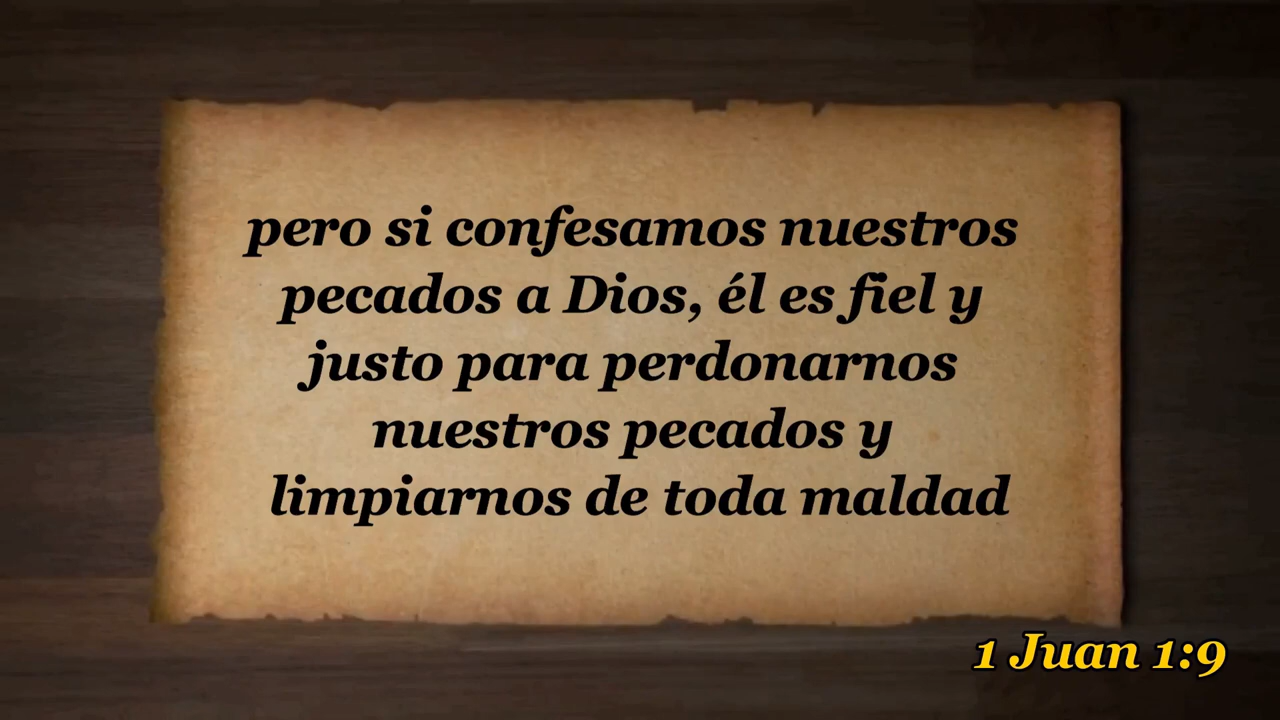 pero si confesamos nuestros
pecados a Dios, él es fiel y
justo para perdonarnos
nuestros pecados y
limpiarnos de toda maldad
1 Juan 1:9